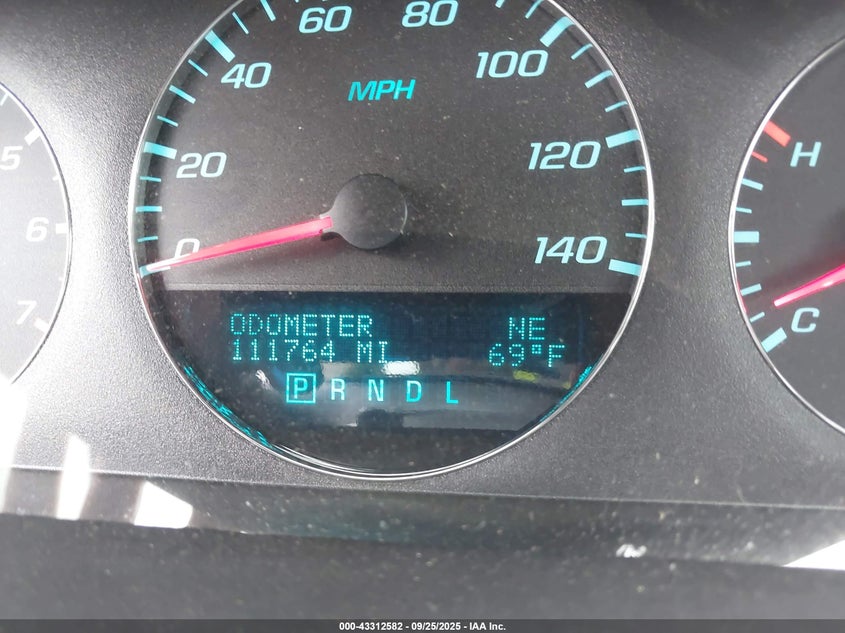 60 80
40 100
MPH
20 120
0 140
5
6
7
H
C
ODOMETER NE
111764 MI 69°F
P R N D L
000-43312582 - 09/25/2025 - IAA Inc.